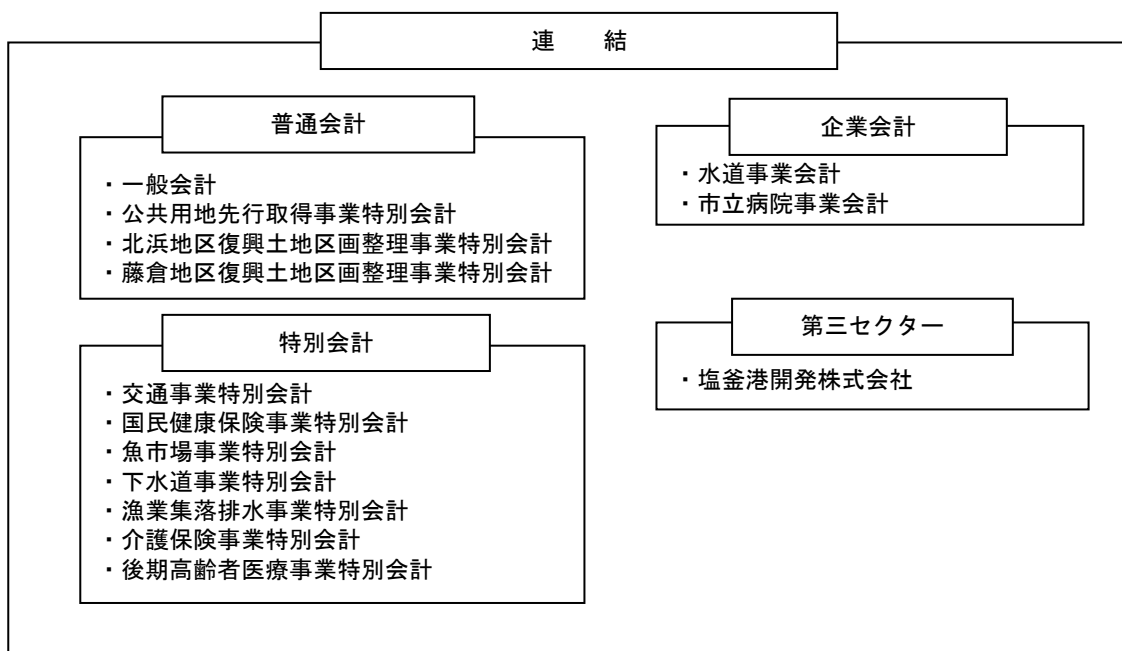 連　　結
普通会計
・一般会計
・公共用地先行取得事業特別会計
・北浜地区復興土地区画整理事業特別会計
・藤倉地区復興土地区画整理事業特別会計
特別会計
・交通事業特別会計
・国民健康保険事業特別会計
・魚市場事業特別会計
・下水道事業特別会計
・漁業集落排水事業特別会計
・介護保険事業特別会計
・後期高齢者医療事業特別会計
企業会計
・水道事業会計
・市立病院事業会計
第三セクター
・塩釜港開発株式会社